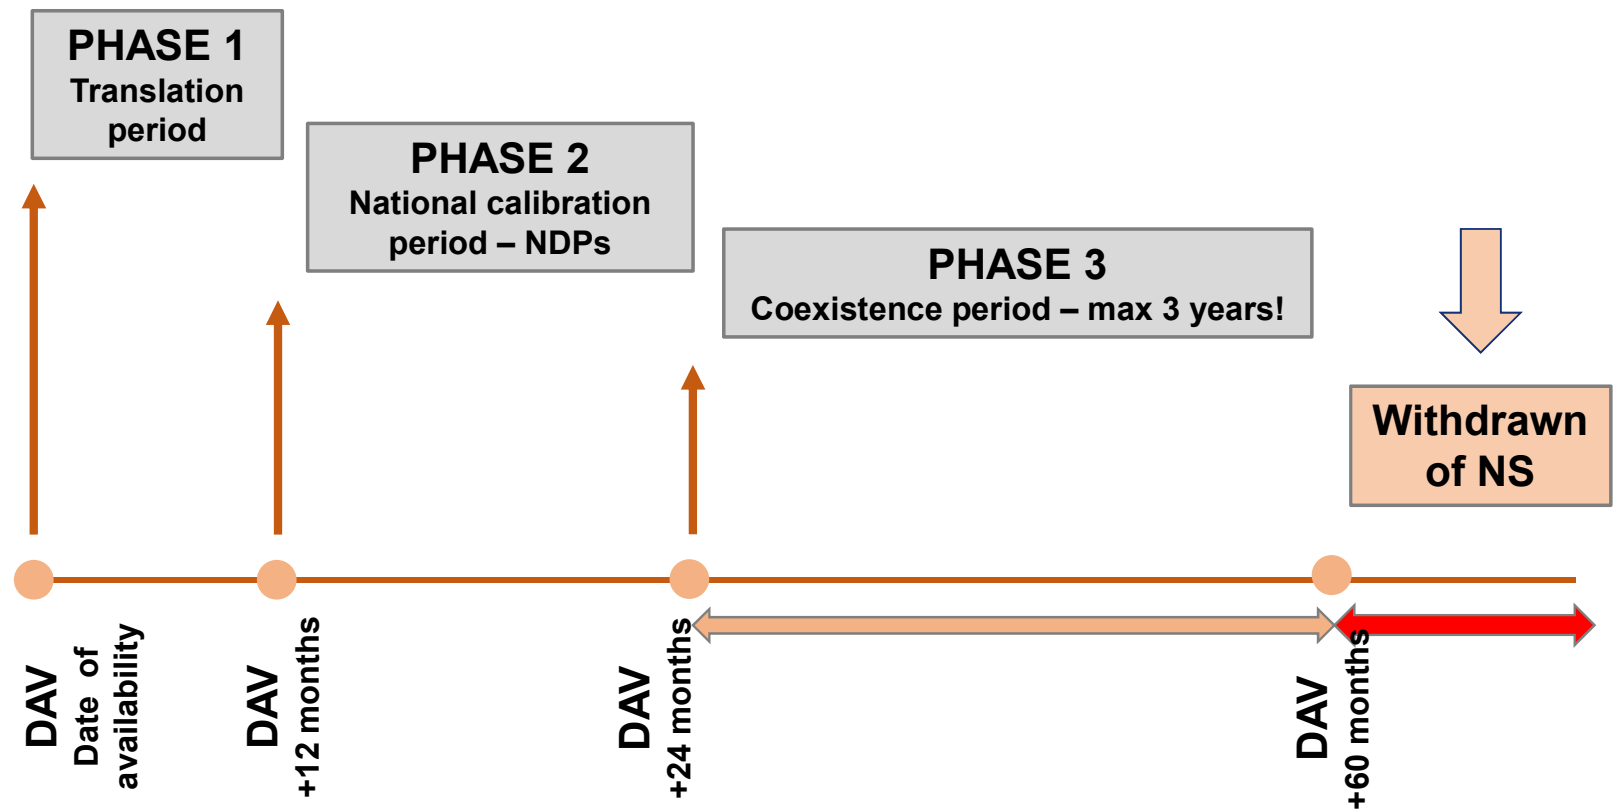 PHASE 1
Translation
period
PHASE 2
National calibration
period – NDPs
PHASE 3
Coexistence period – max 3 years!
Withdrawn
of NS
DAV
Date of
availability
DAV
+12 months
DAV
+24 months
DAV
+60 months